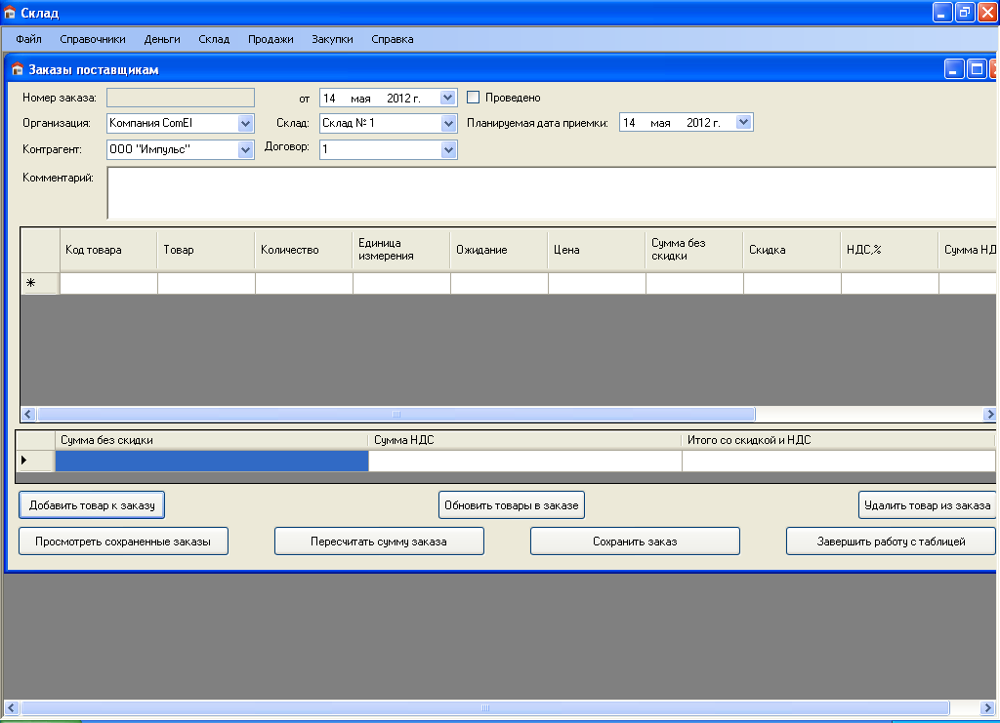 Склад
Файл Справочники Деньги Склад Продажи Закупки Справка
Заказы поставщикам
Номер заказа: от 14 мая 2012 г. Проведено
Организация: Компания ComEl Склад: Склад № 1 Планируемая дата приемки: 14 мая 2012 г.
Контрагент: ООО "Импульс" Договор: 1
Комментарий:
Код товара Товар Количество Единица измерения Ожидание Цена Сумма без скидки Скидка НДС,% Сумма НД
Сумма без скидки Сумма НДС Итого со скидкой и НДС
Добавить товар к заказу Обновить товары в заказе Удалить товар из заказа
Просмотреть сохраненные заказы Пересчитать сумму заказа Сохранить заказ Завершить работу с таблицей